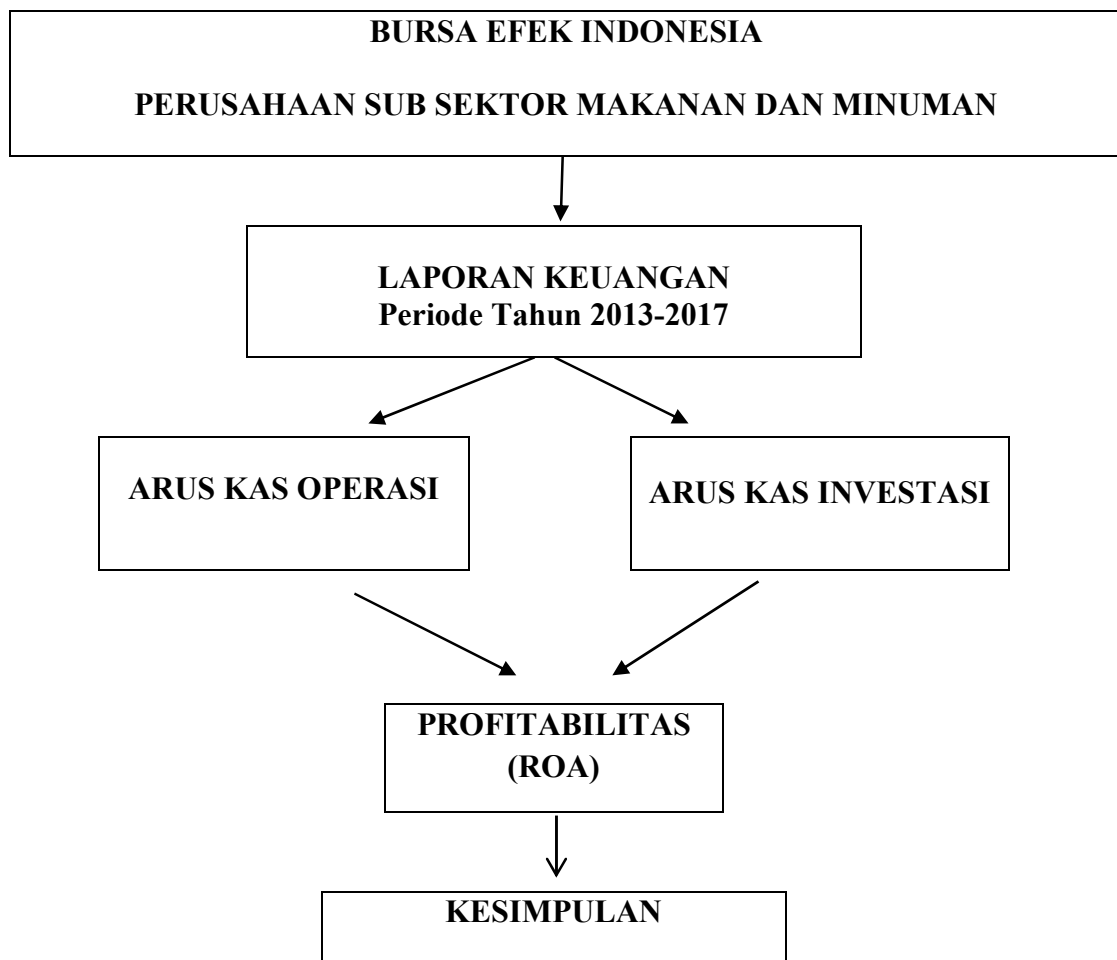 BURSA EFEK INDONESIA
PERUSAHAAN SUB SEKTOR MAKANAN DAN MINUMAN
LAPORAN KEUANGAN
Periode Tahun 2013-2017
ARUS KAS OPERASI
ARUS KAS INVESTASI
PROFITABILITAS
(ROA)
KESIMPULAN